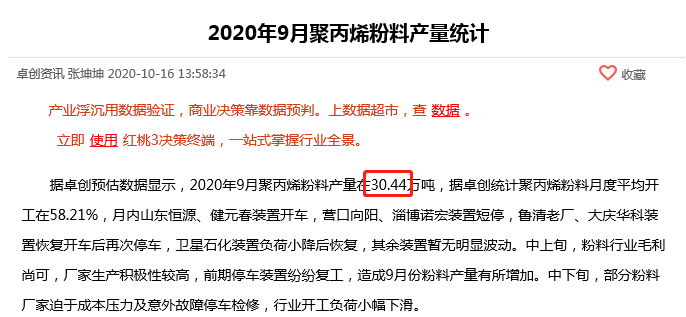 2020年9月聚丙烯粉料产量统计
卓创资讯 张坤坤 2020-10-16 13:58:34 收藏
产业浮沉用数据验证，商业决策靠数据预判。上数据超市，查 数据 。
立即 使用 红桃3决策终端，一站式掌握行业全景。
据卓创预估数据显示，2020年9月聚丙烯粉料产量在30.44万吨，据卓创统计聚丙烯粉料月度平均开
工在58.21%，月内山东恒源、健元春装置开车，营口向阳、淄博诺宏装置短停，鲁清老厂、大庆华科装
置恢复开车后再次停车，卫星石化装置负荷小降后恢复，其余装置暂无明显波动。中上旬，粉料行业毛利
尚可，厂家生产积极性较高，前期停车装置纷纷复工，造成9月份粉料产量有所增加。中下旬，部分粉料
厂家迫于成本压力及意外故障停车检修，行业开工负荷小幅下滑。